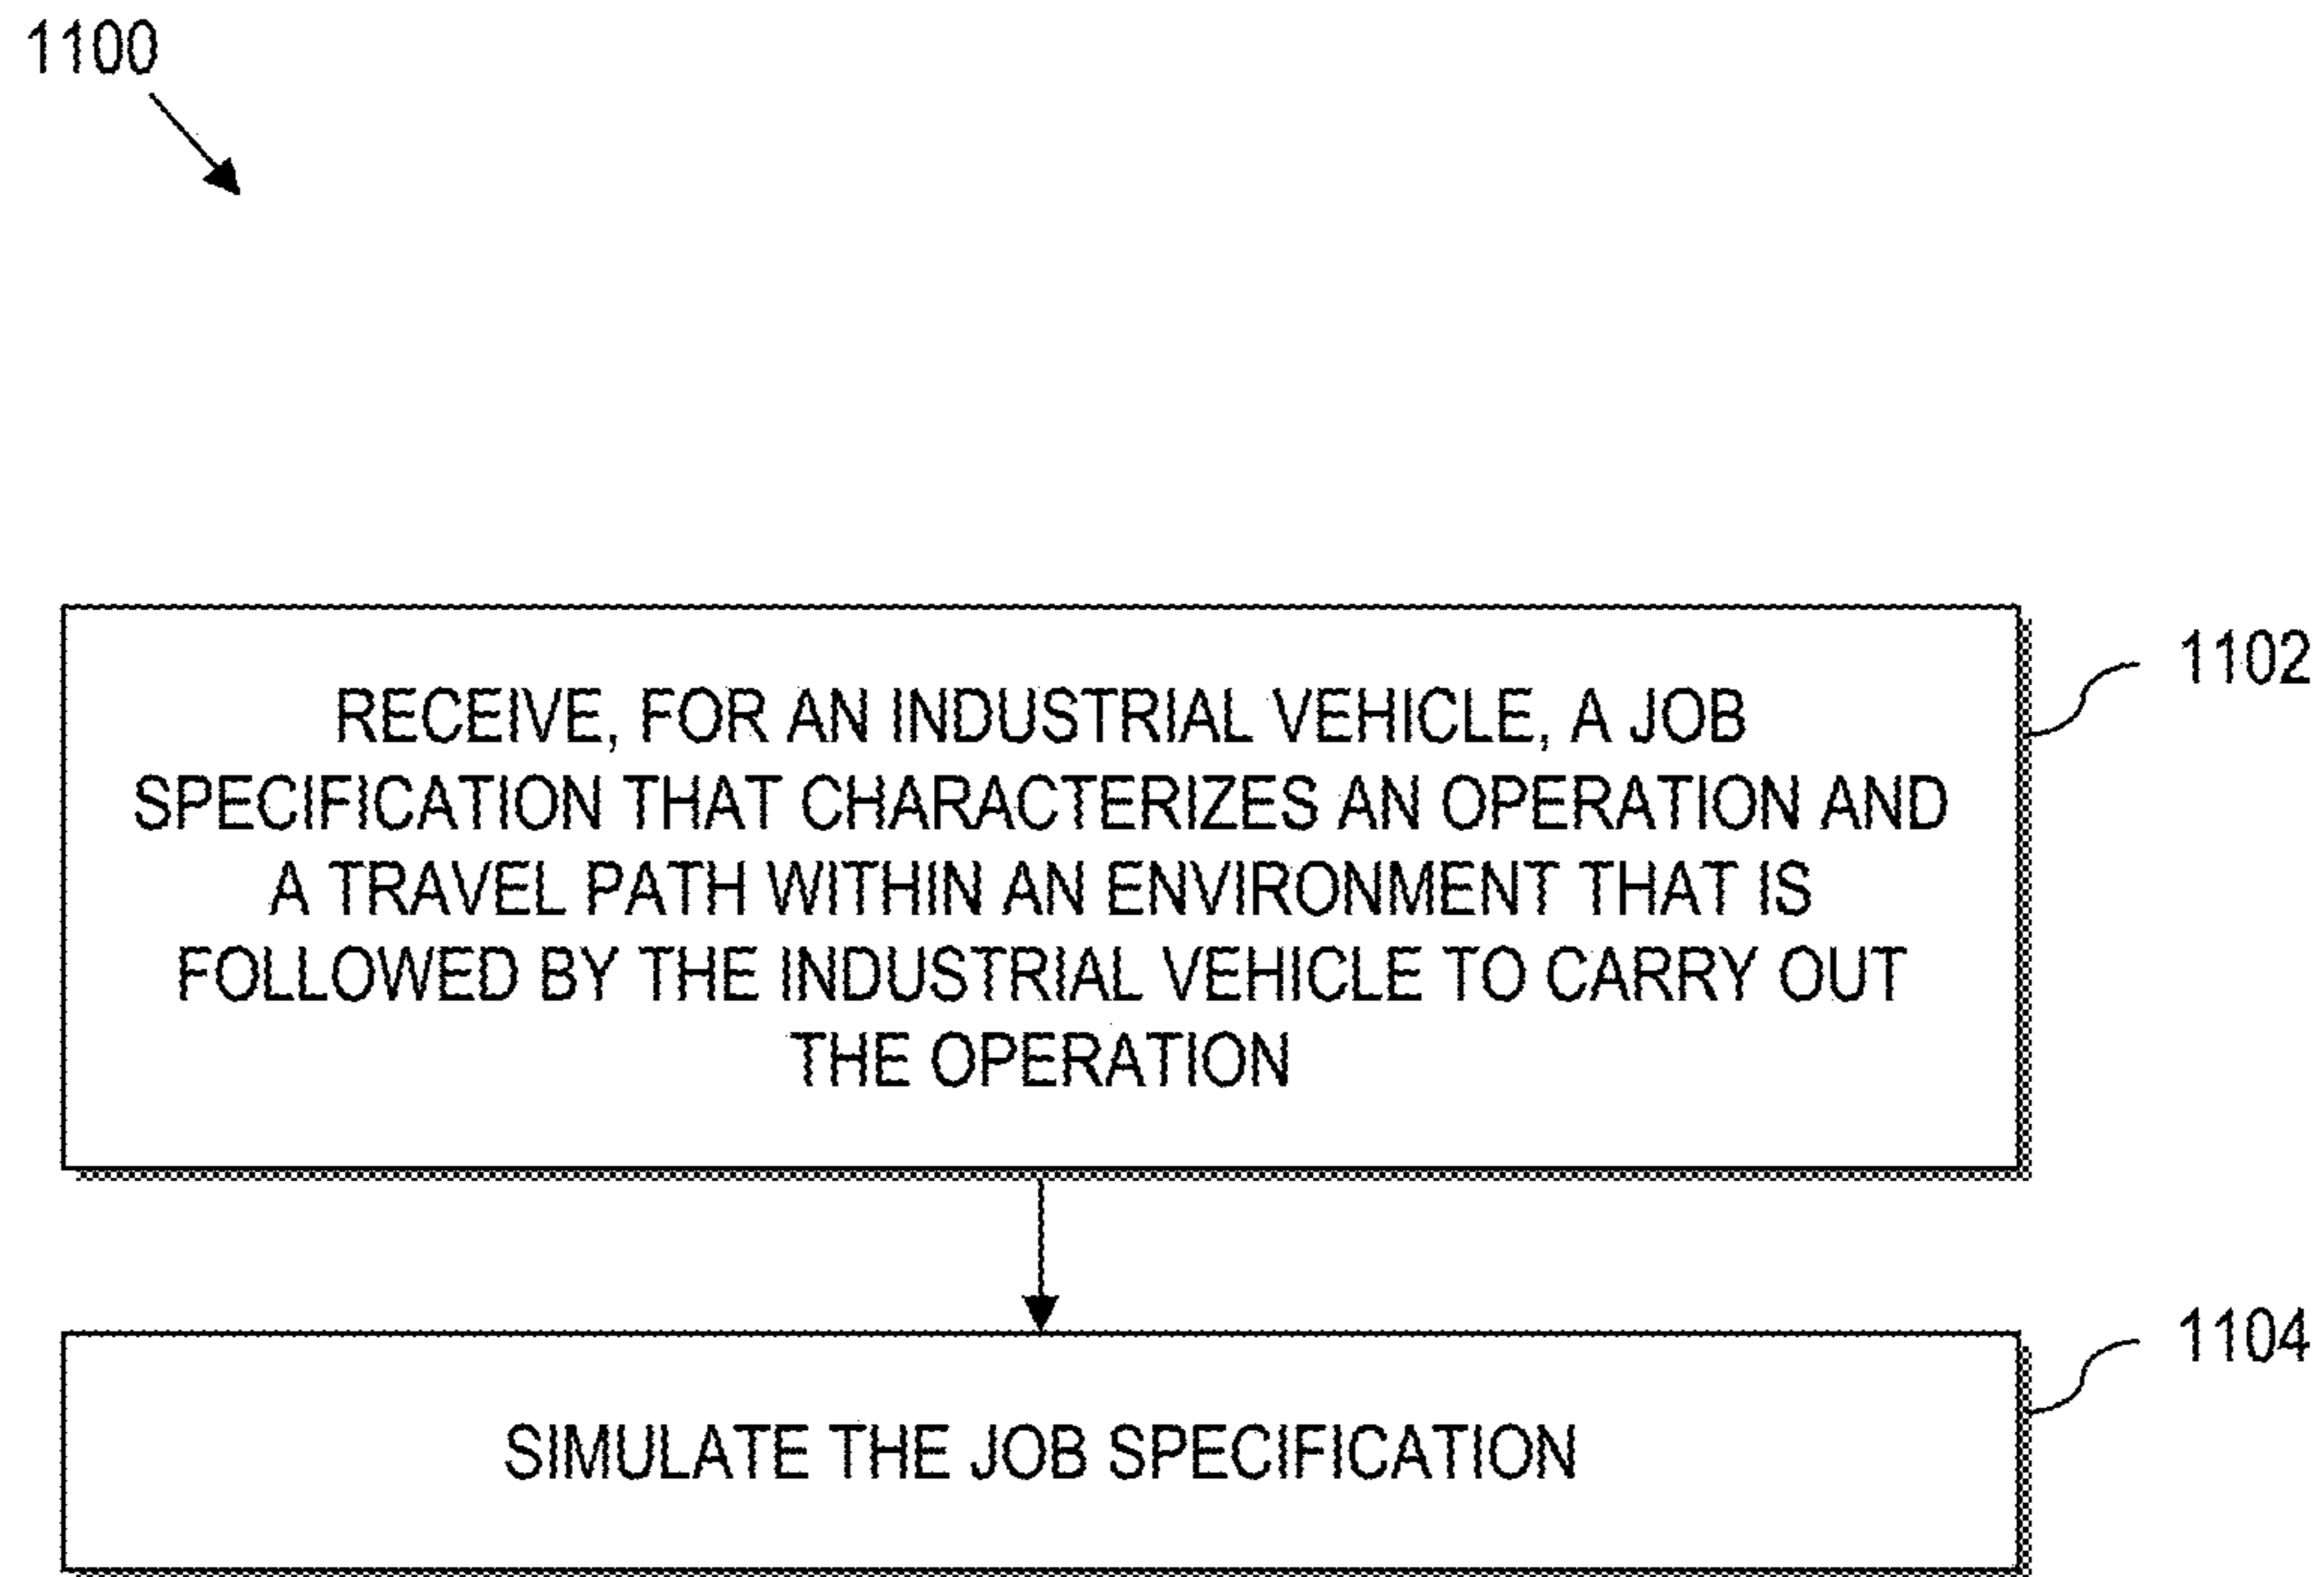 1100
RECEIVE, FOR AN INDUSTRIAL VEHICLE, A JOB
SPECIFICATION THAT CHARACTERIZES AN OPERATION AND
A TRAVEL PATH WITHIN AN ENVIRONMENT THAT IS
FOLLOWED BY THE INDUSTRIAL VEHICLE TO CARRY OUT
THE OPERATION
1102
SIMULATE THE JOB SPECIFICATION
1104